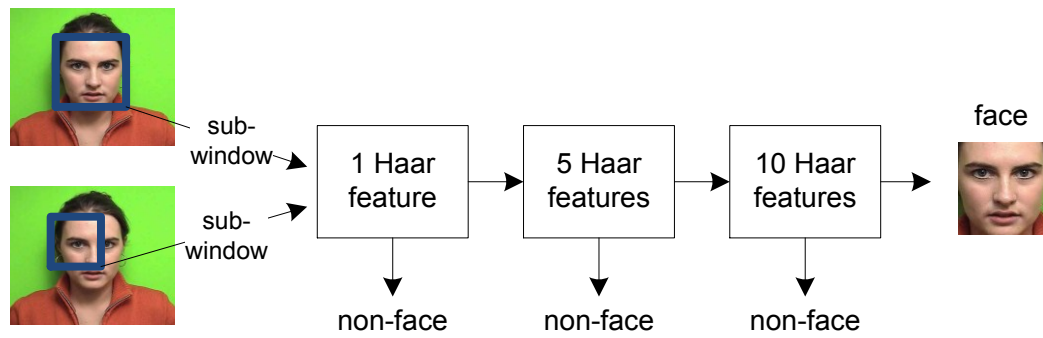 sub-
window
sub-
window
1 Haar
feature
5 Haar
features
10 Haar
features
face
non-face
non-face
non-face